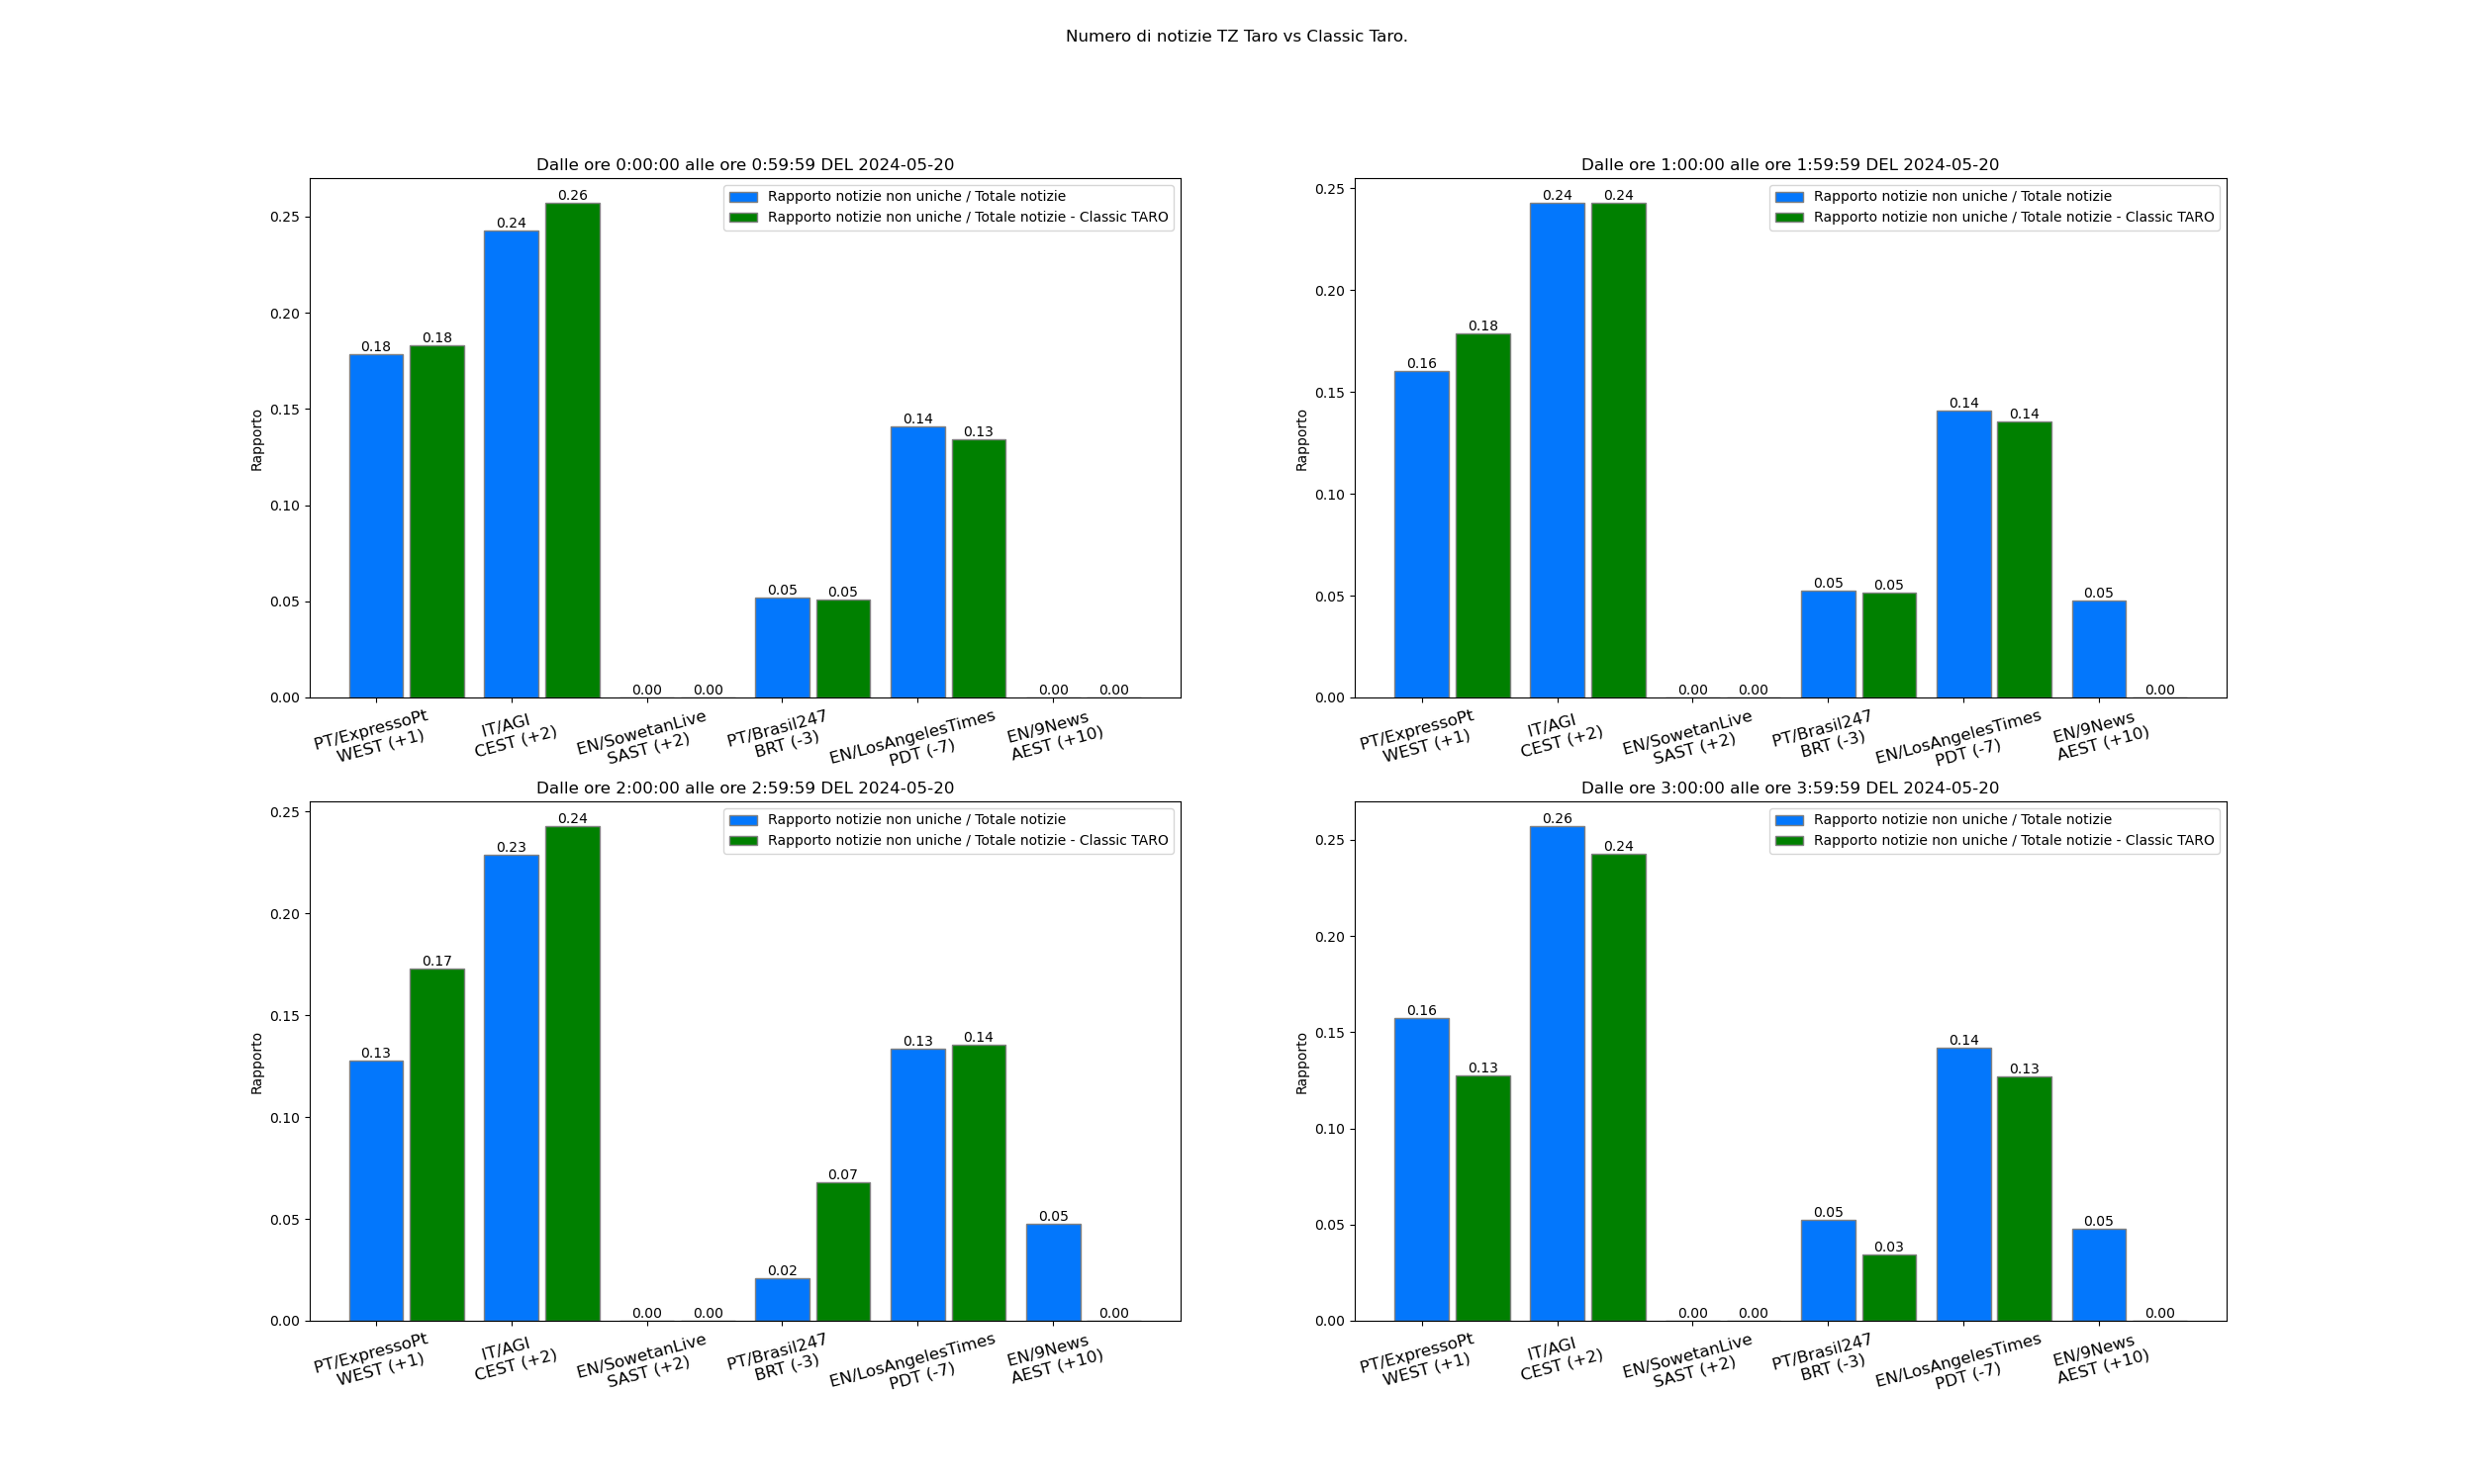 Numero di notizie TZ Taro vs Classic Taro.
Dalle ore 0:00:00 alle ore 0:59:59 DEL 2024-05-20
Rapporto notizie non uniche / Totale notizie
Rapporto notizie non uniche / Totale notizie - Classic TARO
Rapporto
0.25
0.20
0.15
0.10
0.05
0.00
0.18
0.18
0.24
0.26
0.00
0.00
0.05
0.05
0.14
0.13
0.00
0.00
PT/ExpressoPt
WEST (+1)
IT/AGI
CEST (+2)
EN/SowetanLive
SAST (+2)
PT/Brasil247
BRT (-3)
EN/LosAngelesTimes
PDT (-7)
EN/9News
AEST (+10)
Dalle ore 1:00:00 alle ore 1:59:59 DEL 2024-05-20
Rapporto notizie non uniche / Totale notizie
Rapporto notizie non uniche / Totale notizie - Classic TARO
Rapporto
0.25
0.20
0.15
0.10
0.05
0.00
0.16
0.18
0.24
0.24
0.00
0.00
0.05
0.05
0.14
0.14
0.05
0.00
PT/ExpressoPt
WEST (+1)
IT/AGI
CEST (+2)
EN/SowetanLive
SAST (+2)
PT/Brasil247
BRT (-3)
EN/LosAngelesTimes
PDT (-7)
EN/9News
AEST (+10)
Dalle ore 2:00:00 alle ore 2:59:59 DEL 2024-05-20
Rapporto notizie non uniche / Totale notizie
Rapporto notizie non uniche / Totale notizie - Classic TARO
Rapporto
0.25
0.20
0.15
0.10
0.05
0.00
0.13
0.17
0.23
0.24
0.00
0.00
0.02
0.07
0.13
0.14
0.05
0.00
PT/ExpressoPt
WEST (+1)
IT/AGI
CEST (+2)
EN/SowetanLive
SAST (+2)
PT/Brasil247
BRT (-3)
EN/LosAngelesTimes
PDT (-7)
EN/9News
AEST (+10)
Dalle ore 3:00:00 alle ore 3:59:59 DEL 2024-05-20
Rapporto notizie non uniche / Totale notizie
Rapporto notizie non uniche / Totale notizie - Classic TARO
Rapporto
0.25
0.20
0.15
0.10
0.05
0.00
0.16
0.13
0.26
0.24
0.00
0.00
0.05
0.03
0.14
0.13
0.05
0.00
PT/ExpressoPt
WEST (+1)
IT/AGI
CEST (+2)
EN/SowetanLive
SAST (+2)
PT/Brasil247
BRT (-3)
EN/LosAngelesTimes
PDT (-7)
EN/9News
AEST (+10)